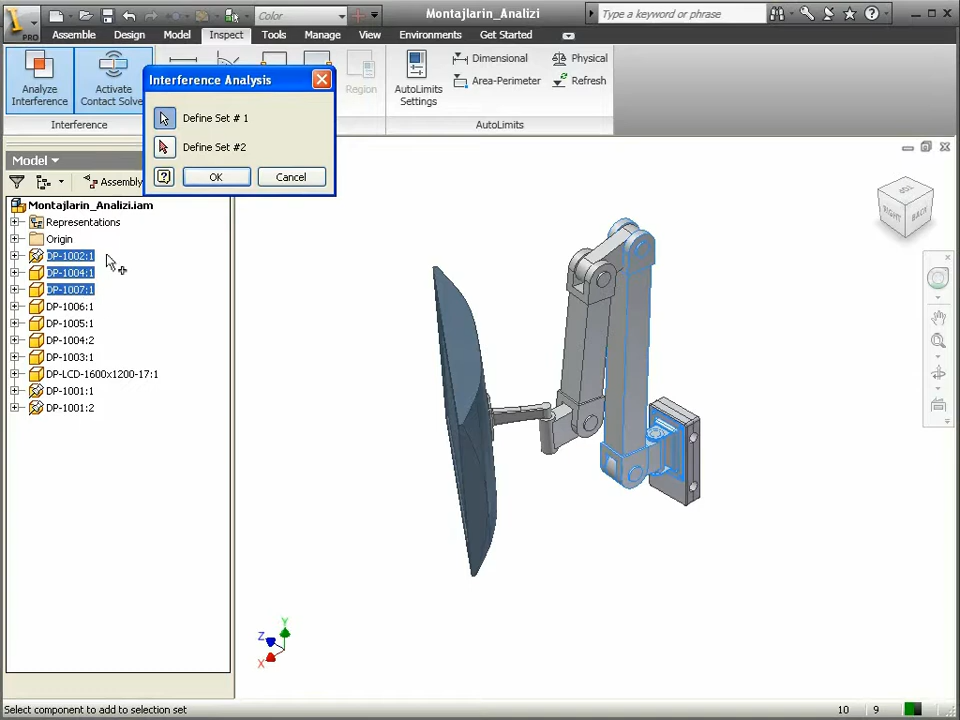 PRO
Color
Montajlarin_Analizi
Type a keyword or phrase
Assemble
Design
Model
Inspect
Tools
Manage
View
Environments
Get Started
Analyze
Interference
Activate
Contact Solve
Interference
Region
AutoLimits
Settings
Dimensional
Area-Perimeter
Physical
Refresh
AutoLimits
Interference Analysis
Define Set # 1
Define Set #2
OK
Cancel
Model
Assembly
Montajlarin_Analizi.iam
Representations
Origin
DP-1002:1
DP-1004:1
DP-1007:1
DP-1006:1
DP-1005:1
DP-1004:2
DP-1003:1
DP-LCD-1600x1200-17:1
DP-1001:1
DP-1001:2
TOP
RIGHT
BACK
Y
Z
X
Select component to add to selection set
10
9